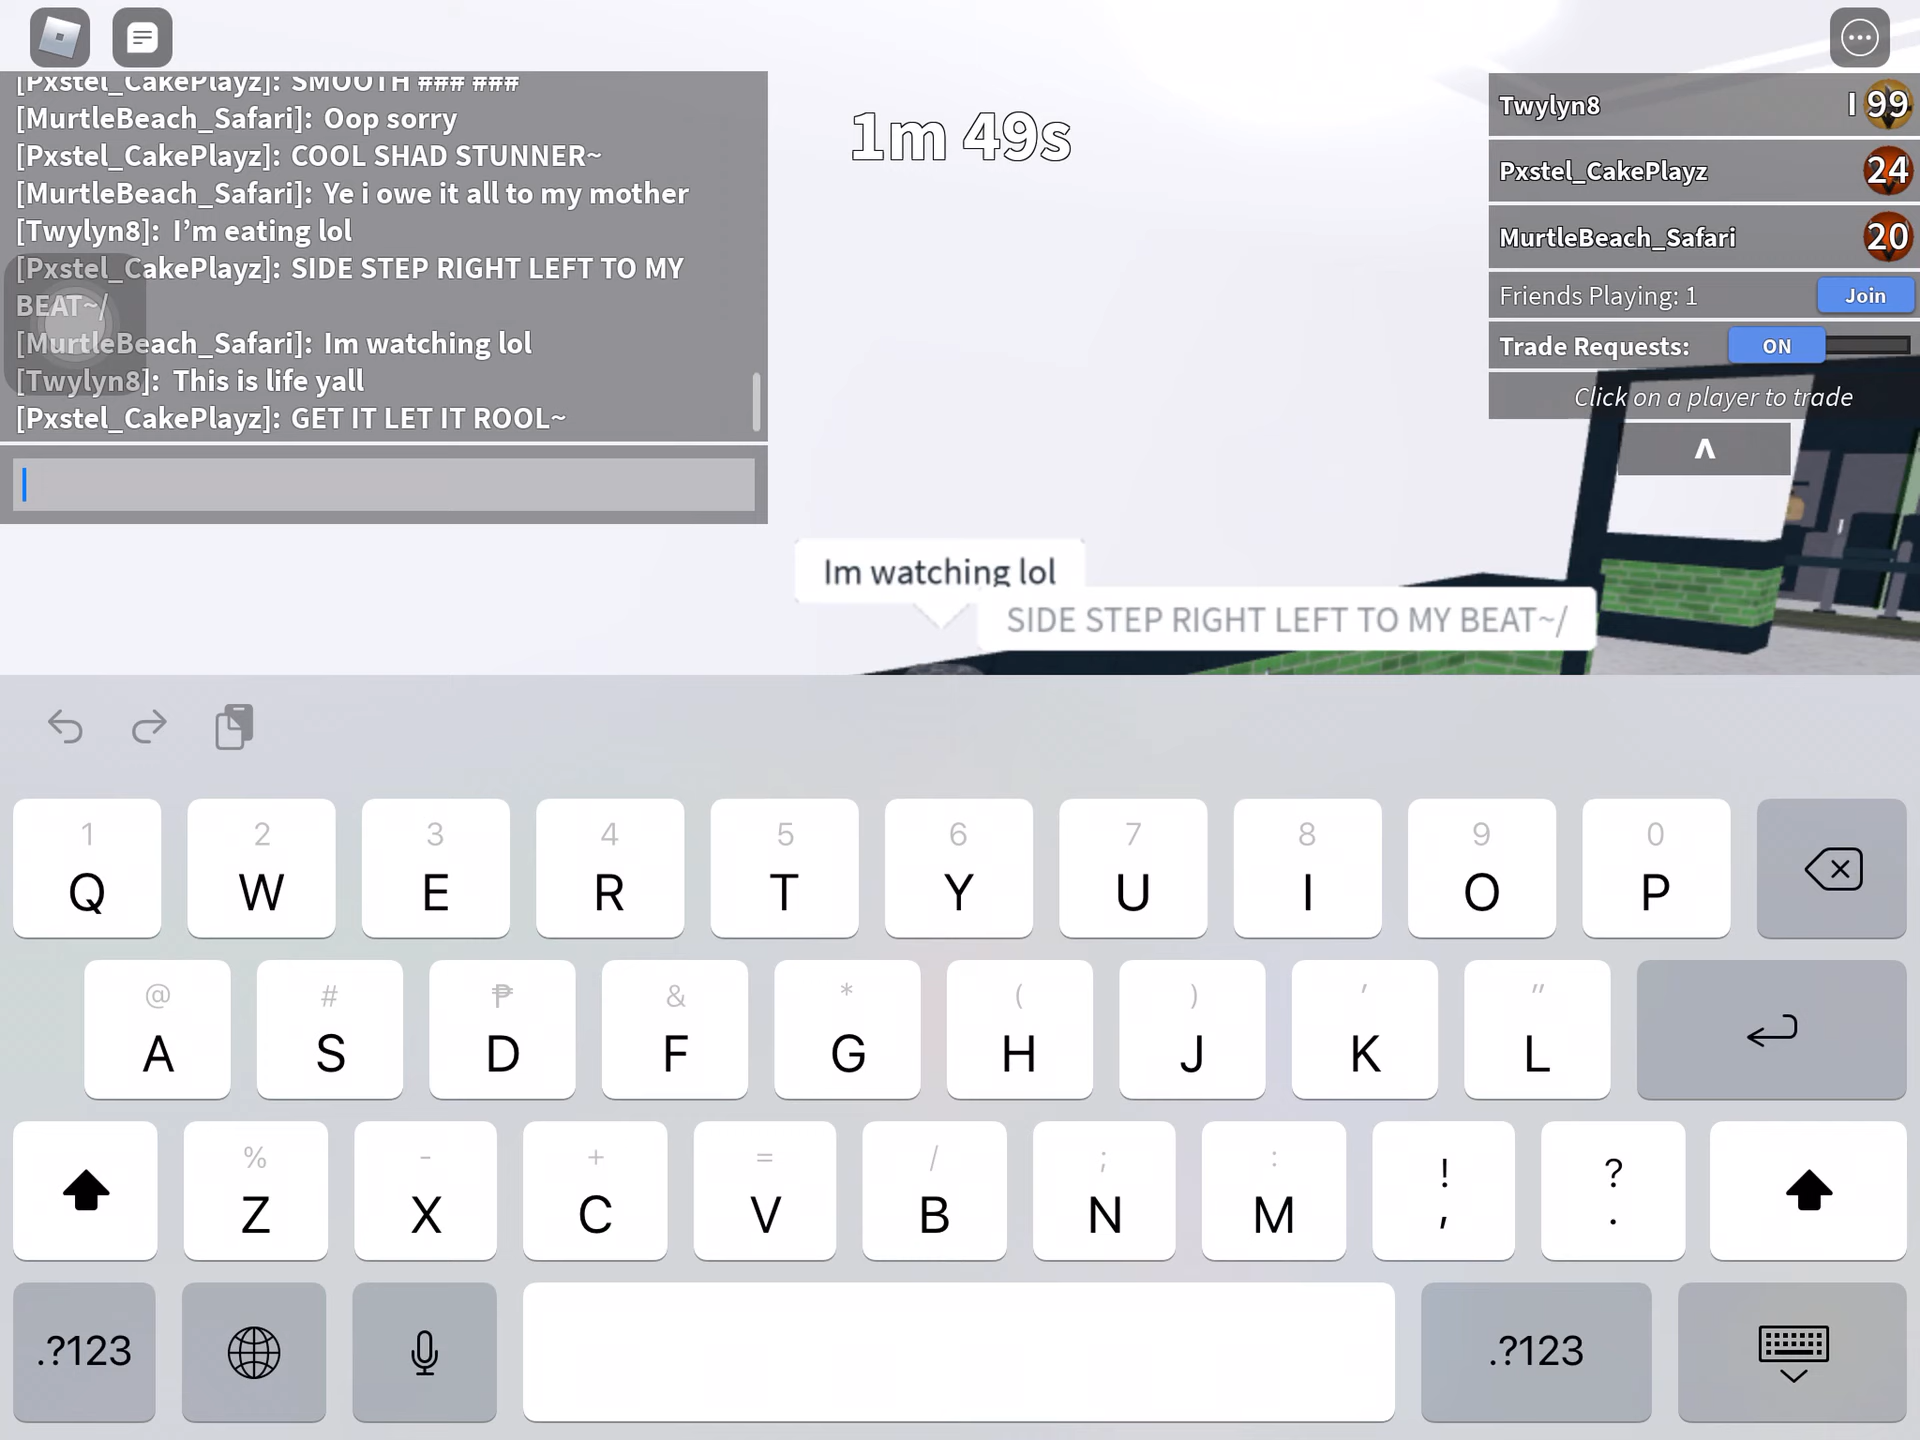 [Pxstel_CakePlayz]: SMOOTH ### ###
[MurtleBeach_Safari]: Oop sorry
[Pxstel_CakePlayz]: COOL SHAD STUNNER~
[MurtleBeach_Safari]: Ye i owe it all to my mother
[Twylyn8]: I’m eating lol
[Pxstel_CakePlayz]: SIDE STEP RIGHT LEFT TO MY
BEAT~/
[MurtleBeach_Safari]: Im watching lol
[Twylyn8]: This is life yall
[Pxstel_CakePlayz]: GET IT LET IT ROOL~
1m 49s
Twylyn8 I 99
Pxstel_CakePlayz 24
MurtleBeach_Safari 20
Friends Playing: 1 Join
Trade Requests: ON
Click on a player to trade
Im watching lol
SIDE STEP RIGHT LEFT TO MY BEAT~/
1 2 3 4 5 6 7 8 9 0
Q W E R T Y U I O P
@ # ₱ & * ( ) ' "
A S D F G H J K L
% - + = / ; : ! ?
Z X C V B N M , .
.?123 .?123